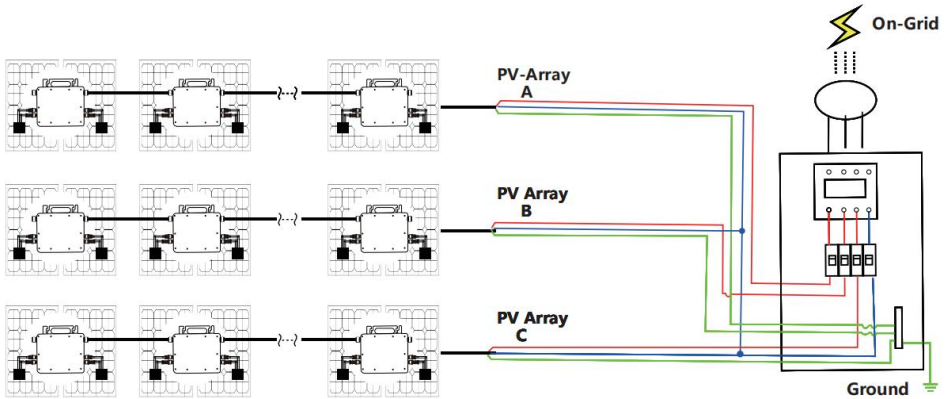 On-Grid
PV-Array
A
PV Array
B
PV Array
C
Ground